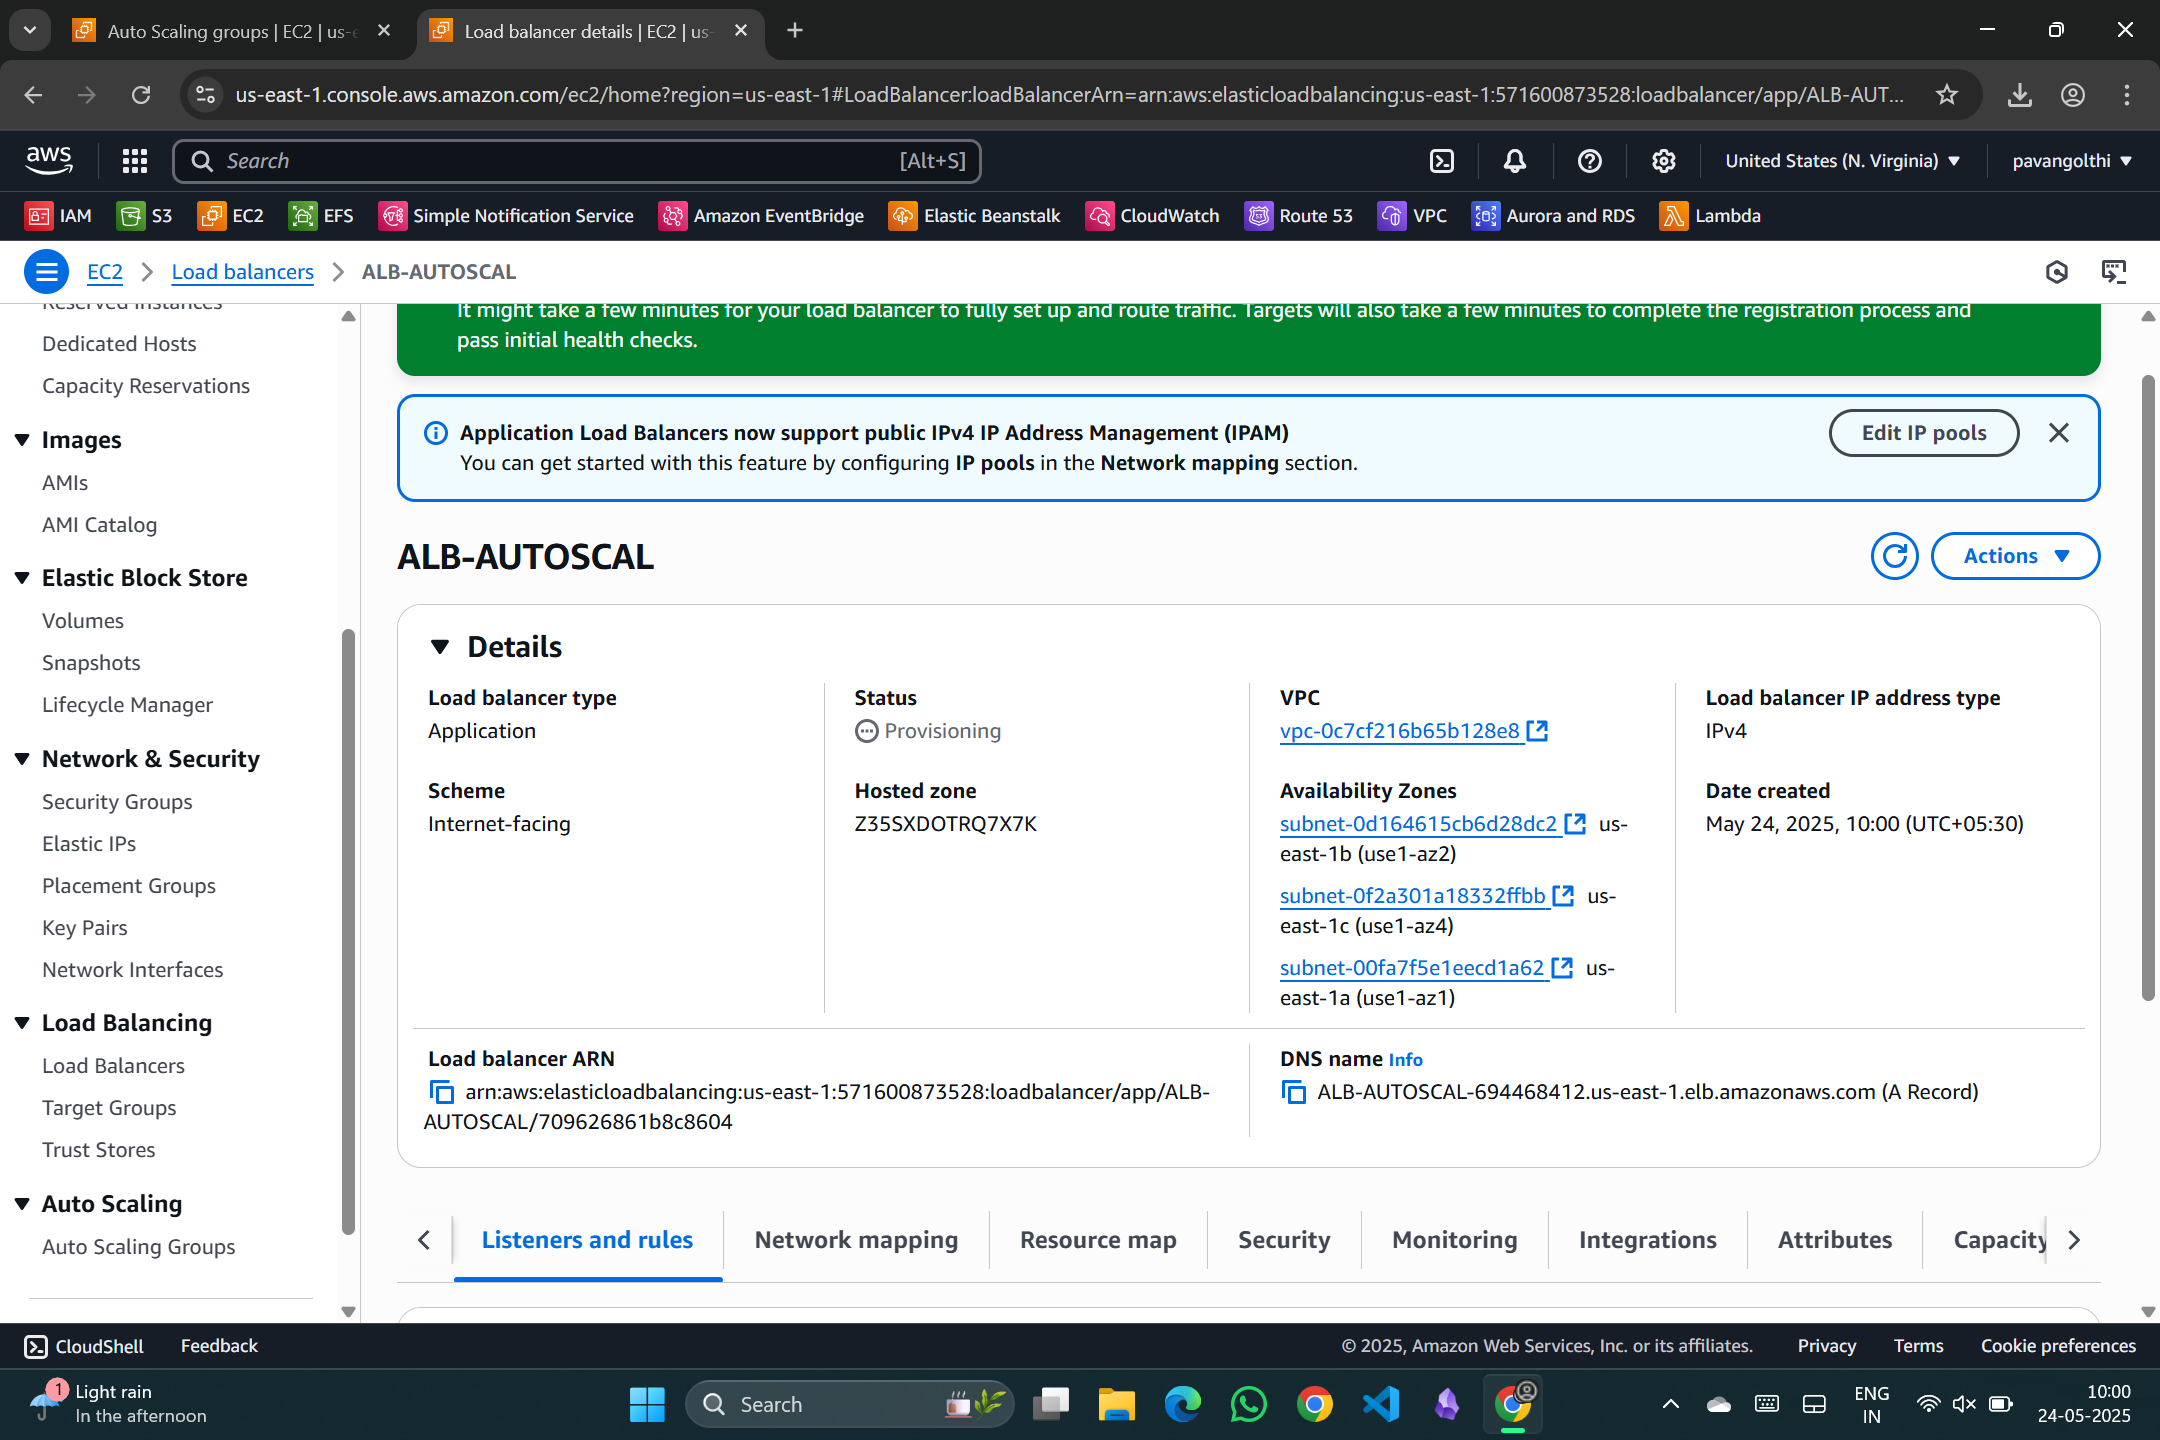 Auto Scaling groups | EC2 | us-e
Load balancer details | EC2 | us-
us-east-1.console.aws.amazon.com/ec2/home?region=us-east-1#LoadBalancer:loadBalancerArn=arn:aws:elasticloadbalancing:us-east-1:571600873528:loadbalancer/app/ALB-AUT...
aws
Search
[Alt+S]
United States (N. Virginia)
pavangolthi
IAM
S3
EC2
EFS
Simple Notification Service
Amazon EventBridge
Elastic Beanstalk
CloudWatch
Route 53
VPC
Aurora and RDS
Lambda
EC2
Load balancers
ALB-AUTOSCAL
Reserved Instances
Dedicated Hosts
Capacity Reservations
Images
AMIs
AMI Catalog
Elastic Block Store
Volumes
Snapshots
Lifecycle Manager
Network & Security
Security Groups
Elastic IPs
Placement Groups
Key Pairs
Network Interfaces
Load Balancing
Load Balancers
Target Groups
Trust Stores
Auto Scaling
Auto Scaling Groups
It might take a few minutes for your load balancer to fully set up and route traffic. Targets will also take a few minutes to complete the registration process and
pass initial health checks.
Application Load Balancers now support public IPv4 IP Address Management (IPAM)
You can get started with this feature by configuring IP pools in the Network mapping section.
Edit IP pools
ALB-AUTOSCAL
Actions
Details
Load balancer type
Application
Status
Provisioning
VPC
vpc-0c7cf216b65b128e8
Load balancer IP address type
IPv4
Scheme
Internet-facing
Hosted zone
Z35SXDOTRQ7X7K
Availability Zones
subnet-0d164615cb6d28dc2 us-
east-1b (use1-az2)
subnet-0f2a301a18332ffbb us-
east-1c (use1-az4)
subnet-00fa7f5e1eecd1a62 us-
east-1a (use1-az1)
Date created
May 24, 2025, 10:00 (UTC+05:30)
Load balancer ARN
arn:aws:elasticloadbalancing:us-east-1:571600873528:loadbalancer/app/ALB-
AUTOSCAL/709626861b8c8604
DNS name Info
ALB-AUTOSCAL-694468412.us-east-1.elb.amazonaws.com (A Record)
Listeners and rules
Network mapping
Resource map
Security
Monitoring
Integrations
Attributes
Capacity
CloudShell
Feedback
© 2025, Amazon Web Services, Inc. or its affiliates.
Privacy
Terms
Cookie preferences
1
Light rain
In the afternoon
Search
ENG
IN
10:00
24-05-2025